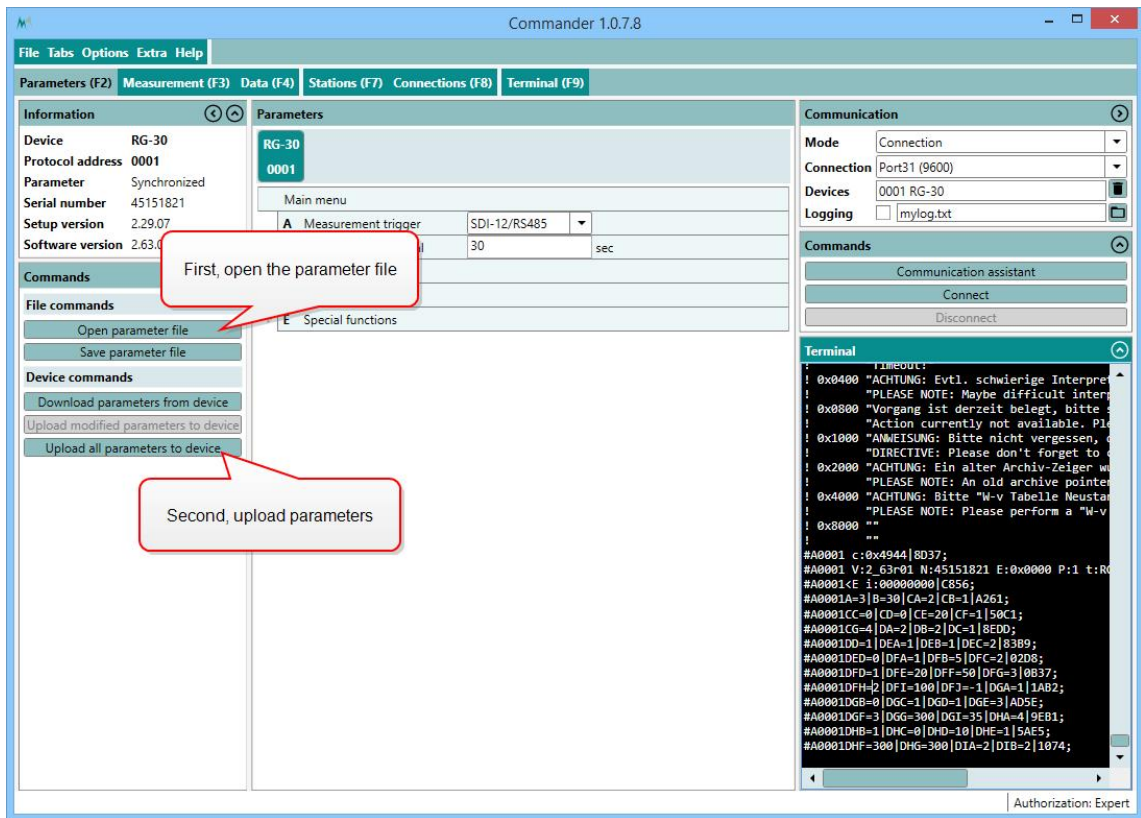 Commander 1.0.7.8
File Tabs Options Extra Help
Parameters (F2) Measurement (F3) Data (F4) Stations (F7) Connections (F8) Terminal (F9)
Information
Device RG-30
Protocol address 0001
Parameter Synchronized
Serial number 45151821
Setup version 2.29.07
Software version 2.63.
Commands
File commands
Open parameter file
Save parameter file
Device commands
Download parameters from device
Upload modified parameters to device
Upload all parameters to device
First, open the parameter file
Second, upload parameters
Parameters
RG-30
0001
Main menu
A Measurement trigger SDI-12/RS485
30 sec
E Special functions
Communication
Mode Connection
Connection Port31 (9600)
Devices 0001 RG-30
Logging mylog.txt
Commands
Communication assistant
Connect
Disconnect
Terminal
! Timeout!
! 0x0400 "ACHTUNG: Evtl. schwierige Interpret
! "PLEASE NOTE: Maybe difficult interp
! 0x0800 "Vorgang ist derzeit belegt, bitte s
! "Action currently not available. Ple
! 0x1000 "ANWEISUNG: Bitte nicht vergessen, d
! "DIRECTIVE: Please don't forget to d
! 0x2000 "ACHTUNG: Ein alter Archiv-Zeiger wu
! "PLEASE NOTE: An old archive pointer
! 0x4000 "ACHTUNG: Bitte "W-v Tabelle Neustar
! "PLEASE NOTE: Please perform a "W-v
! 0x8000 ""
! ""
#A0001 c:0x4944|8D37;
#A0001 V:2_63r01 N:45151821 E:0x0000 P:1 t:RG
#A0001<E i:00000000|C856;
#A0001A=3|B=30|CA=2|CB=1|A261;
#A0001CC=0|CD=0|CE=20|CF=1|50C1;
#A0001CG=4|DA=2|DB=2|DC=1|8EDD;
#A0001DD=1|DEA=1|DEB=1|DEC=2|83B9;
#A0001DED=0|DFA=1|DFB=5|DFC=2|02D8;
#A0001DFD=1|DFE=20|DFF=50|DFG=3|0B37;
#A0001DFH=2|DFI=100|DFJ=-1|DGA=1|1AB2;
#A0001DGB=0|DGC=1|DGD=1|DGE=3|AD5E;
#A0001DGF=3|DGG=300|DGI=35|DHA=4|9EB1;
#A0001DHB=1|DHC=0|DHD=10|DHE=1|5AE5;
#A0001DHF=300|DHG=300|DIA=2|DIB=2|1074;
Authorization: Expert